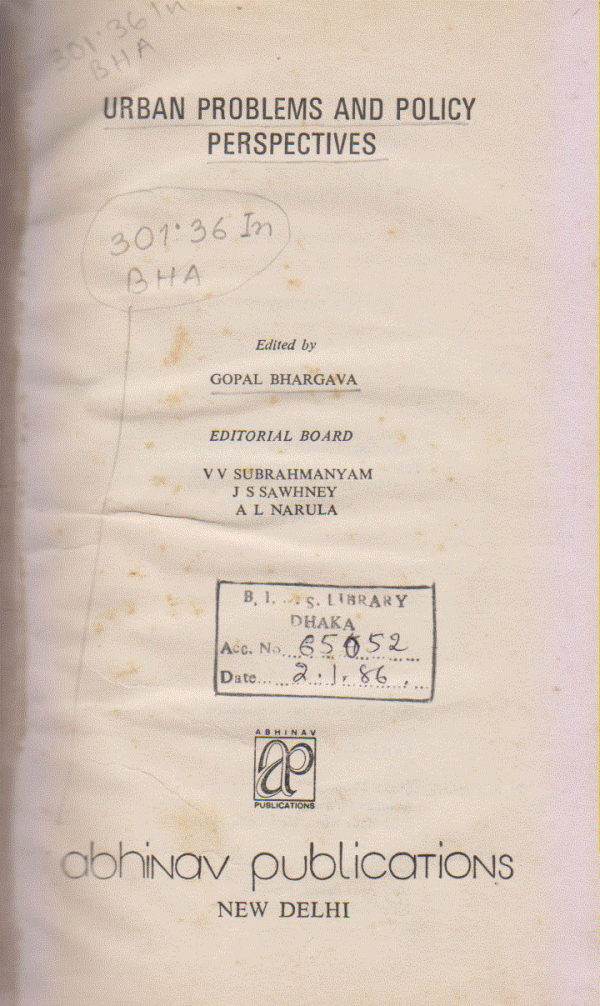 301.36 In
BHA
URBAN PROBLEMS AND POLICY
PERSPECTIVES
301.36 In
BHA
Edited by
GOPAL BHARGAVA
EDITORIAL BOARD
V V SUBRAHMANYAM
J S SAWHNEY
A L NARULA
B. I. ... S. LIBRARY
DHAKA
Acc. No. 65052
Date 2.1.86.
ABHINAV
ap
PUBLICATIONS
abhinav publications
NEW DELHI